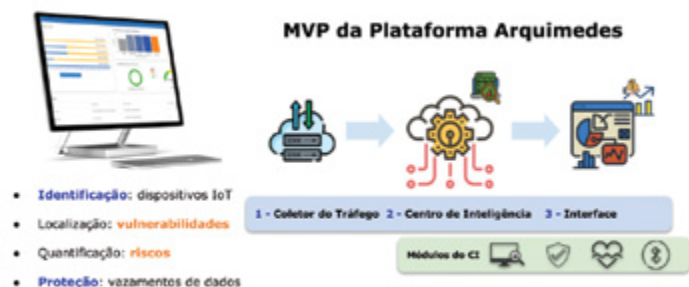 MVP da Plataforma Arquimedes
Identificação: dispositivos IoT
Localização: vulnerabilidades
Quantificação: riscos
Proteção: vazamentos de dados
1 - Coletor do Tráfego 2 - Centro de Inteligência 3 - Interface
Módulos do CI